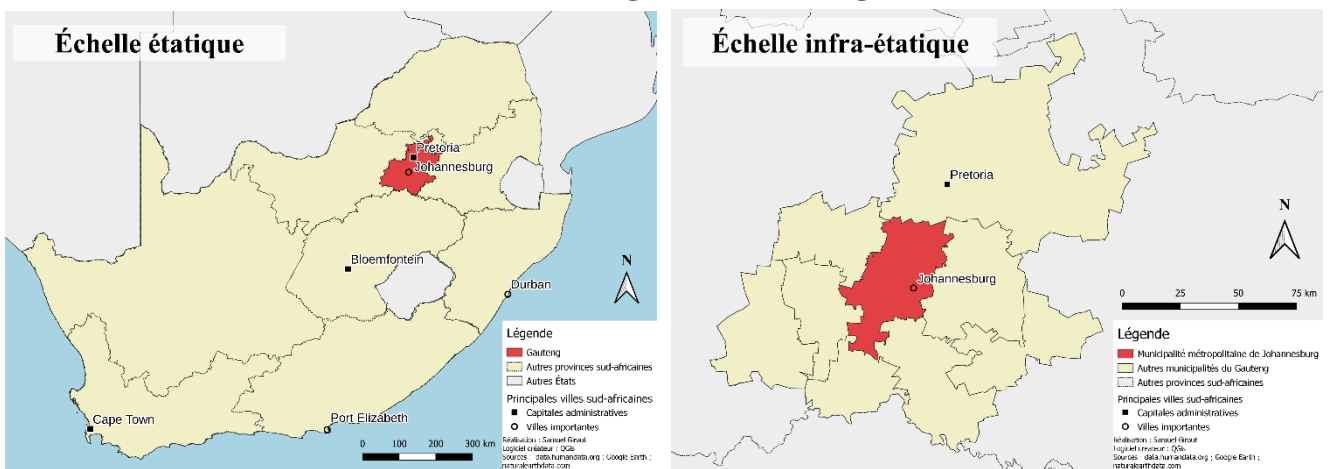 Échelle étatique
Pretoria
Johannesburg
Bloemfontein
Durban
Cape Town
Port Elizabeth
N
Légende
Gauteng
Autres provinces sud-africaines
Autres États
Principales villes sud-africaines
Capitales administratives
Villes importantes
Réalisation : Samuel Giraut
Logiciel créateur : QGis
Sources : data.humandata.org ; Google Earth ;
naturalearthdata.com
0 100 200 300 km
Échelle infra-étatique
Pretoria
Johannesburg
N
0 25 50 75 km
Légende
Municipalité métropolitaine de Johannesburg
Autres municipalités du Gauteng
Autres provinces sud-africaines
Principales villes sud-africaines
Capitales administratives
Villes importantes
Réalisation : Samuel Giraut
Logiciel créateur : QGis
Sources : data.humandata.org ; Google Earth ;
naturalearthdata.com